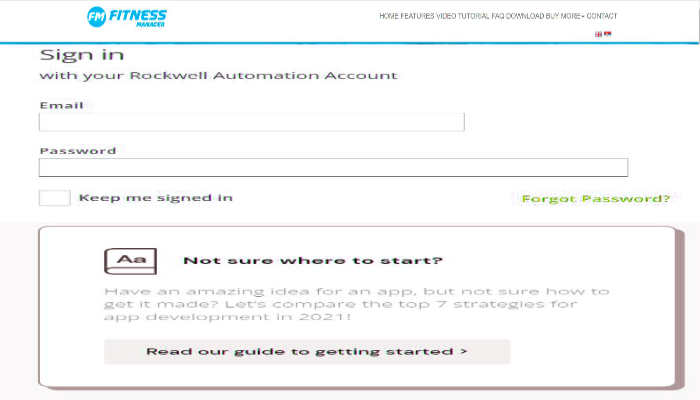 FM FITNESS
MANAGER
HOME FEATURES VIDEO TUTORIAL FAQ DOWNLOAD BUY MORE CONTACT
Sign in
with your Rockwell Automation Account
Email
Password
Keep me signed in
Forgot Password?
Aa
Not sure where to start?
Have an amazing idea for an app, but not sure how to
get it made? Let's compare the top 7 strategies for
app development in 2021!
Read our guide to getting started >